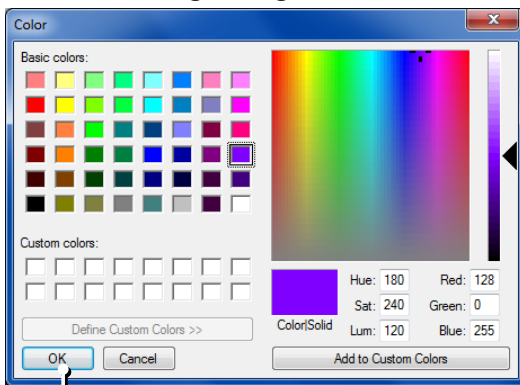 Color
Basic colors:
Custom colors:
Define Custom Colors >>
OK
Cancel
Color|Solid
Hue: 180
Sat: 240
Lum: 120
Red: 128
Green: 0
Blue: 255
Add to Custom Colors